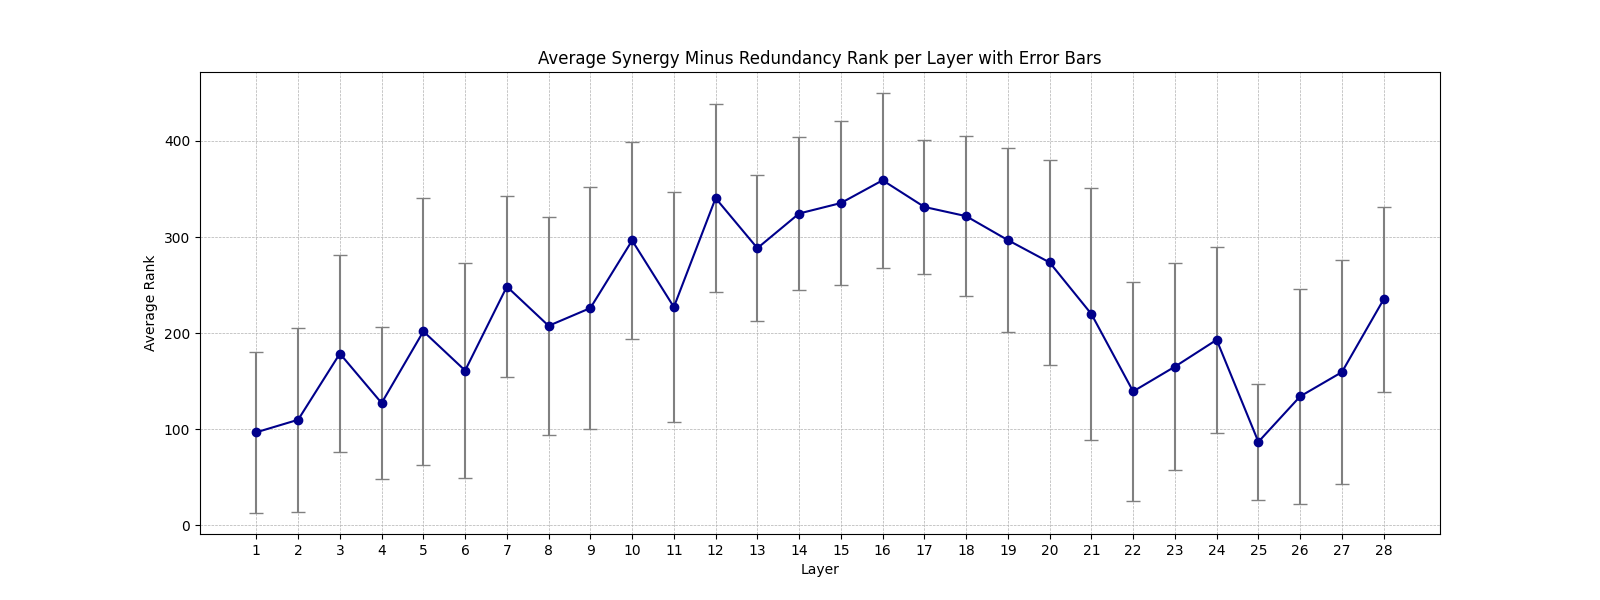 Average Synergy Minus Redundancy Rank per Layer with Error Bars
400
300
200
100
0
Average Rank
1 2 3 4 5 6 7 8 9 10 11 12 13 14 15 16 17 18 19 20 21 22 23 24 25 26 27 28
Layer